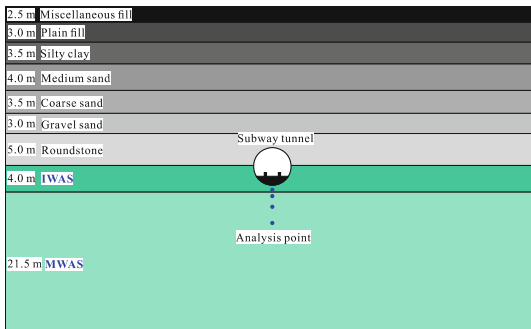 2.5 m Miscellaneous fill
3.0 m Plain fill
3.5 m Silty clay
4.0 m Medium sand
3.5 m Coarse sand
3.0 m Gravel sand
Subway tunnel
5.0 m Roundstone
4.0 m IWAS
Analysis point
21.5 m MWAS